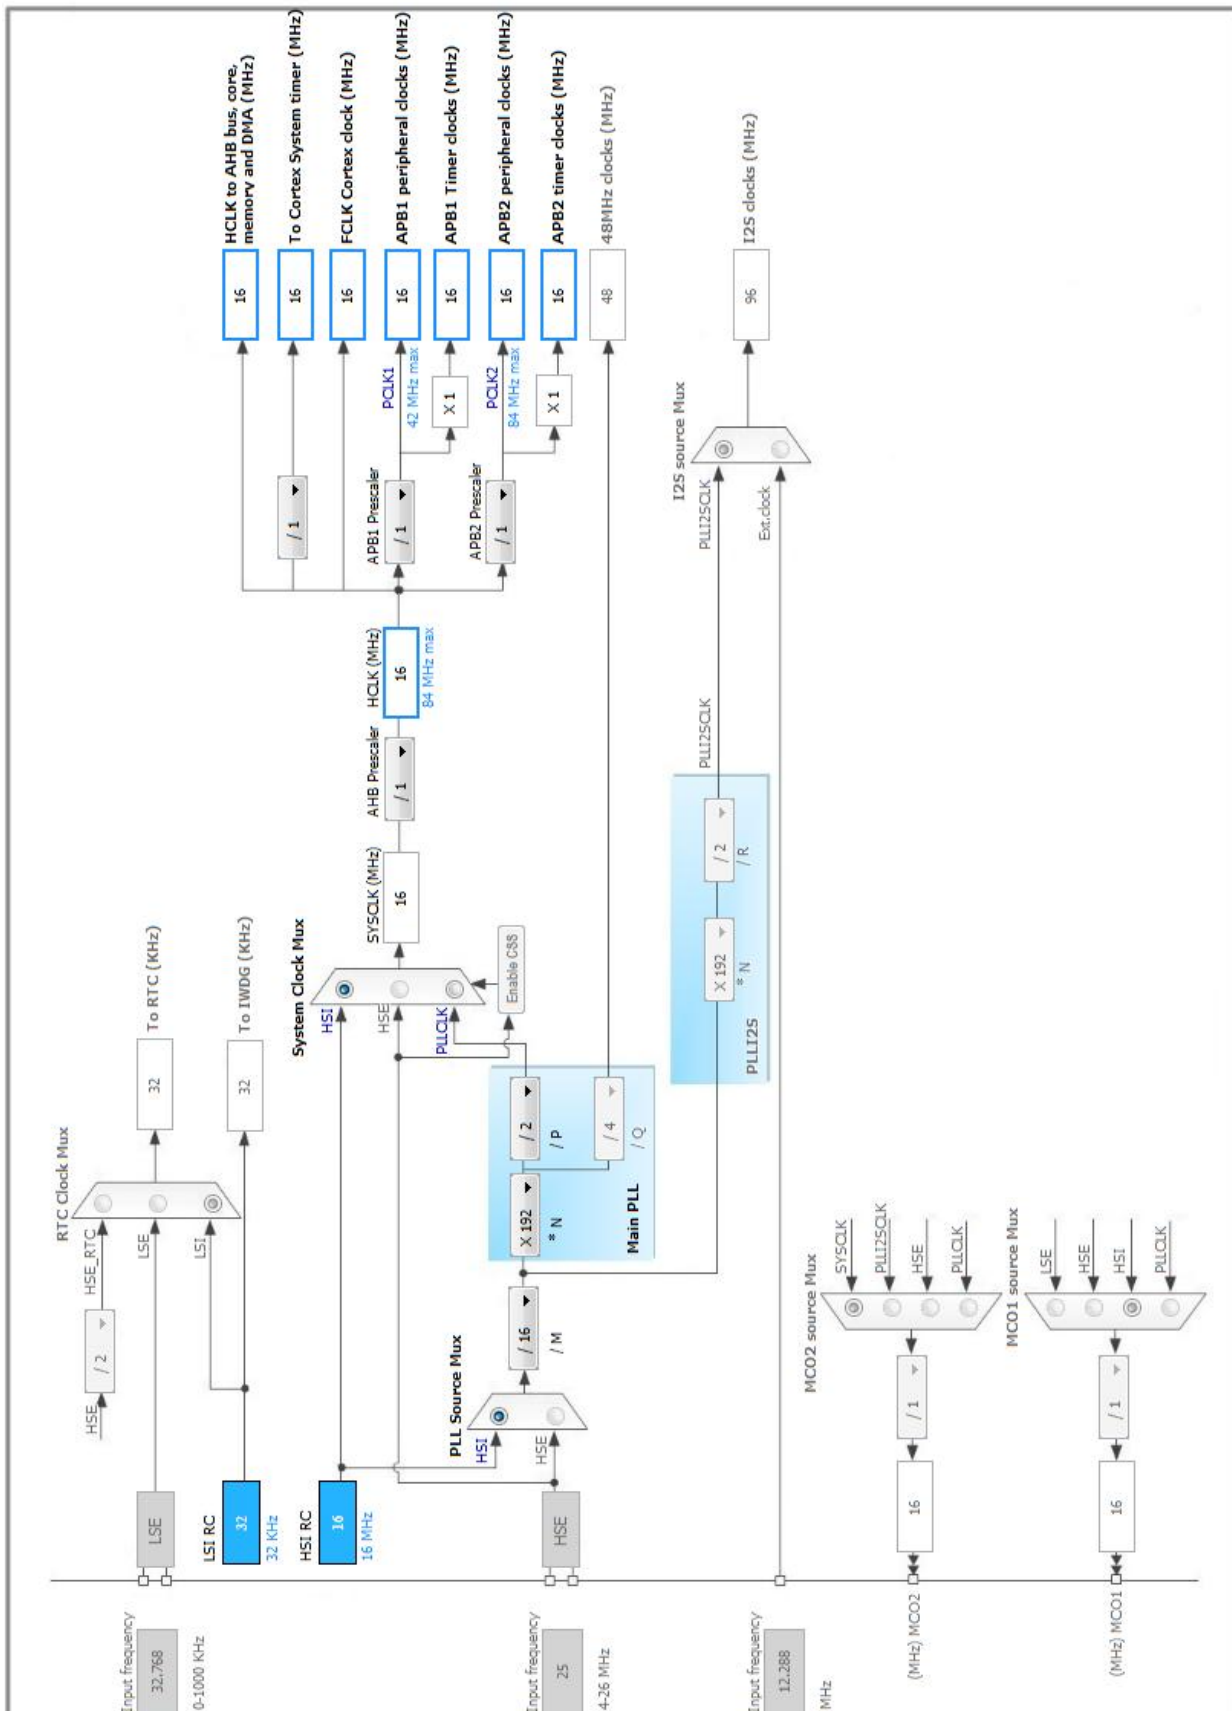 Input frequency
32.768
0-1000 KHz
LSE
HSE
/ 2
HSE_RTC
LSE
LSI
RTC Clock Mux
32
To RTC (KHz)
LSI RC
32
32 KHz
32
To IWDG (KHz)
HSI RC
16
16 MHz
System Clock Mux
HSI
HSE
PLLCLK
Enable CSS
SYSCLK (MHz)
16
AHB Prescaler
/ 1
HCLK (MHz)
16
84 MHz max
16
HCLK to AHB bus, core,
memory and DMA (MHz)
/ 1
16
To Cortex System timer (MHz)
16
FCLK Cortex clock (MHz)
APB1 Prescaler
/ 1
PCLK1
42 MHz max
16
APB1 peripheral clocks (MHz)
X 1
16
APB1 Timer clocks (MHz)
APB2 Prescaler
/ 1
PCLK2
84 MHz max
16
APB2 peripheral clocks (MHz)
X 1
16
APB2 timer clocks (MHz)
48
48MHz clocks (MHz)
Input frequency
25
4-26 MHz
HSE
PLL Source Mux
HSI
HSE
/ 16
/ M
X 192
* N
/ 2
/ P
/ 4
/ Q
Main PLL
PLLI2S
X 192
* N
/ 2
/ R
PLLI2SCLK
PLLI2SCLK
Ext.clock
I2S source Mux
96
I2S clocks (MHz)
Input frequency
12.288
MHz
MCO2 source Mux
SYSCLK
PLLI2SCLK
HSE
PLLCLK
/ 1
16
(MHz) MCO2
MCO1 source Mux
LSE
HSE
HSI
PLLCLK
/ 1
16
(MHz) MCO1